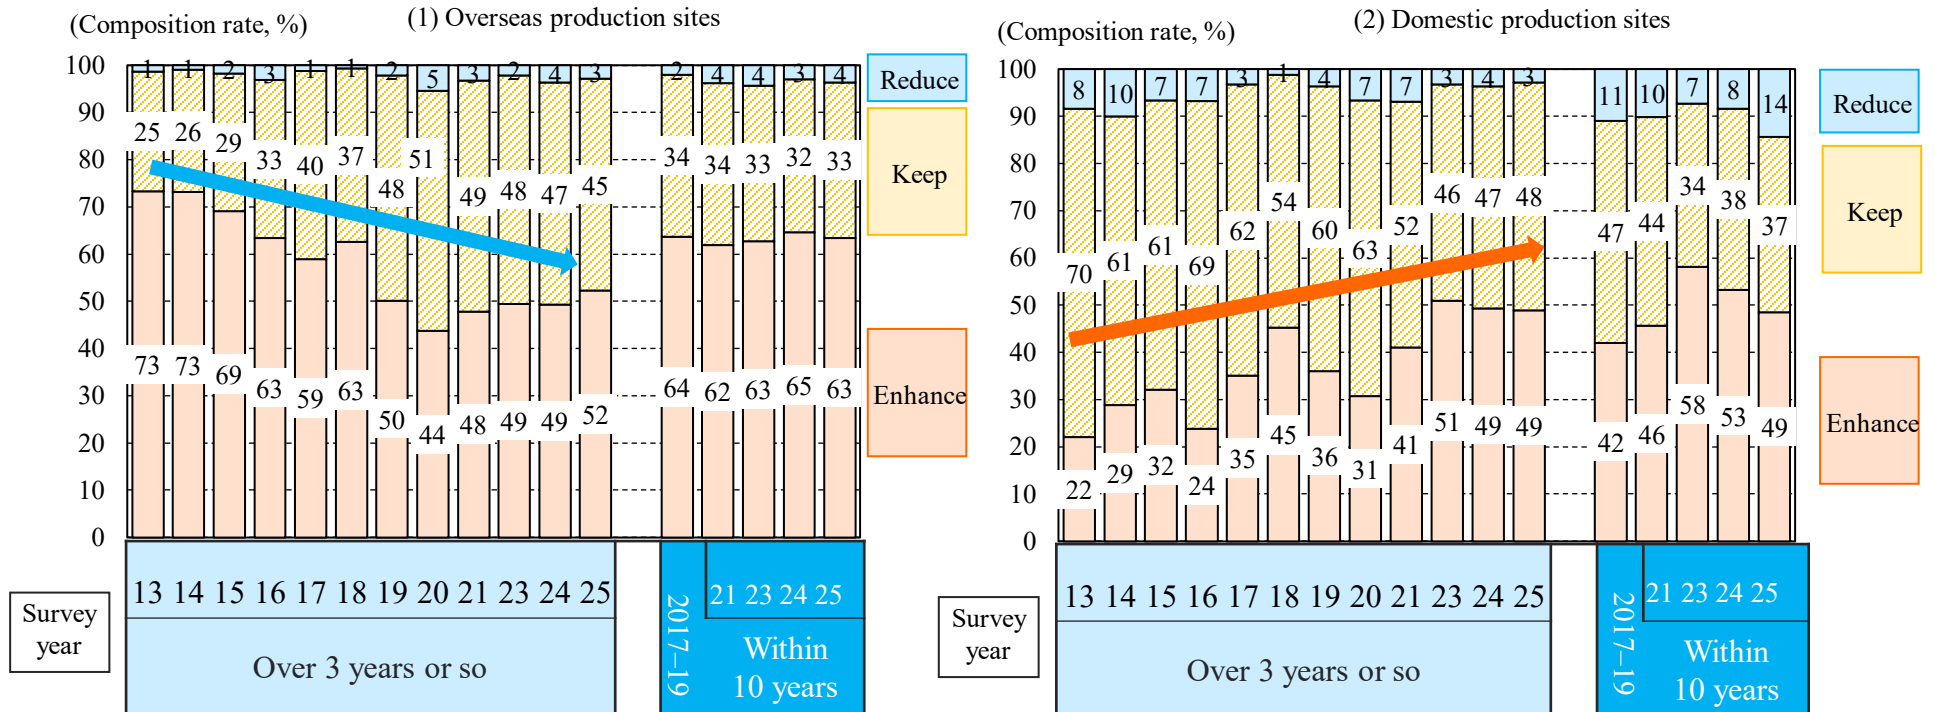 (1) Overseas production sites
(Composition rate, %)
100
90
80
70
60
50
40
30
20
10
0
1 1 2 3 1 1 2 5 3 2 4 3 2 4 4 3 4
25 26 29 33 40 37 48 51 49 48 47 45 34 34 33 32 33
73 73 69 63 59 63 50 44 48 49 49 52 64 62 63 65 63
Reduce
Keep
Enhance
Survey
year
13 14 15 16 17 18 19 20 21 23 24 25
Over 3 years or so
2017–19
21 23 24 25
Within
10 years
(2) Domestic production sites
(Composition rate, %)
100
90
80
70
60
50
40
30
20
10
0
8 10 7 7 3 1 4 7 7 3 4 3 11 10 7 8 14
70 61 61 69 62 54 60 63 52 46 47 48 47 44 34 38 37
22 29 32 24 35 45 36 31 41 51 49 49 42 46 58 53 49
Reduce
Keep
Enhance
Survey
year
13 14 15 16 17 18 19 20 21 23 24 25
Over 3 years or so
2017–19
21 23 24 25
Within
10 years